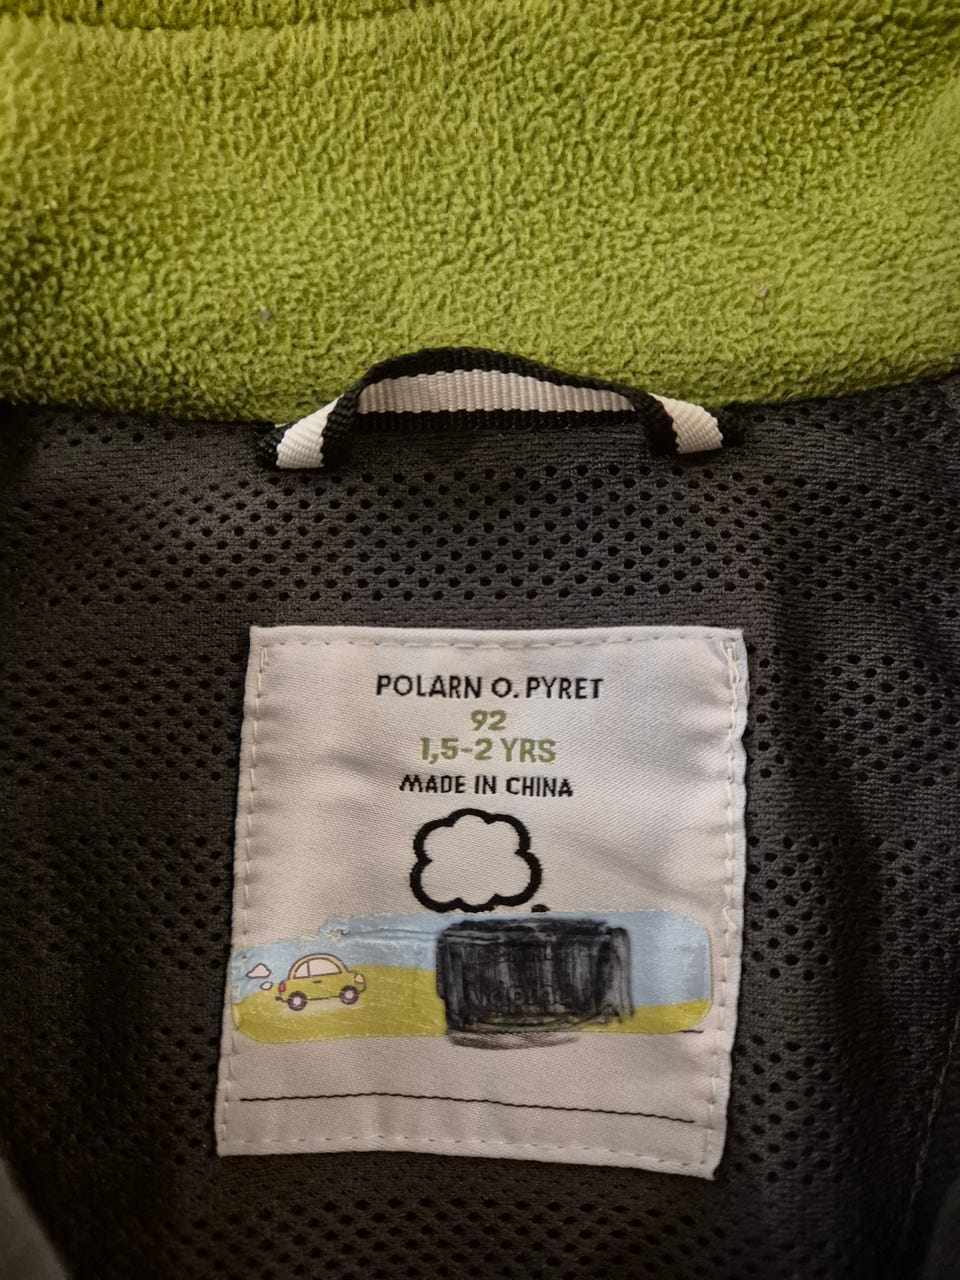 POLARN O. PYRET
92
1,5-2 YRS
MADE IN CHINA